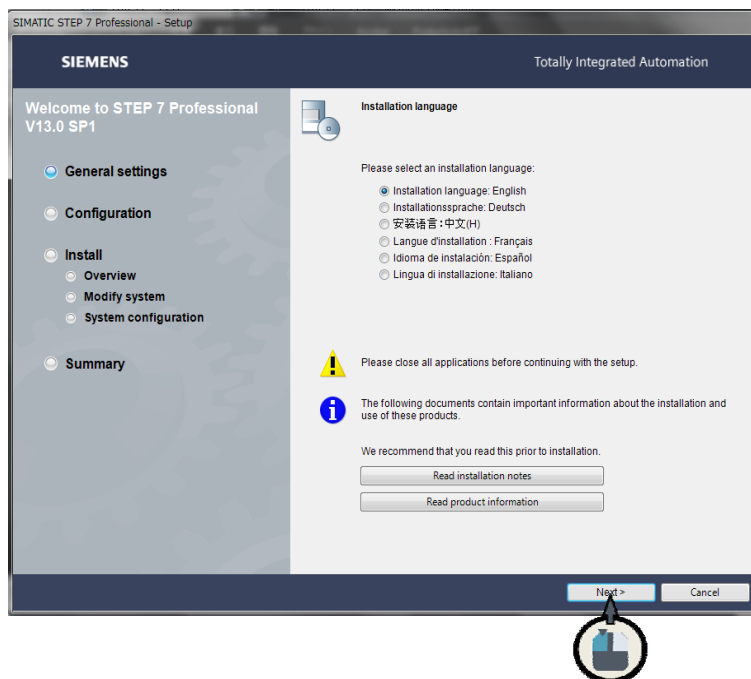 SIMATIC STEP 7 Professional - Setup
SIEMENS
Totally Integrated Automation
Welcome to STEP 7 Professional
V13.0 SP1
General settings
Configuration
Install
Overview
Modify system
System configuration
Summary
Installation language
Please select an installation language:
Installation language: English
Installationssprache: Deutsch
安装语言:中文(H)
Langue d'installation : Français
Idioma de instalación: Español
Lingua di installazione: Italiano
Please close all applications before continuing with the setup.
The following documents contain important information about the installation and
use of these products.
We recommend that you read this prior to installation.
Read installation notes
Read product information
Next >
Cancel